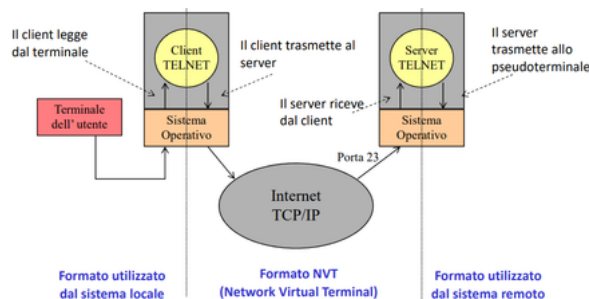 Il client legge
dal terminale
Client
TELNET
Il client trasmette al
server
Server
TELNET
Il server
trasmette allo
pseudoterminale
Il server riceve
dal client
Terminale
dell' utente
Sistema
Operativo
Sistema
Operativo
Porta 23
Internet
TCP/IP
Formato utilizzato
dal sistema locale
Formato NVT
(Network Virtual Terminal)
Formato utilizzato
dal sistema remoto